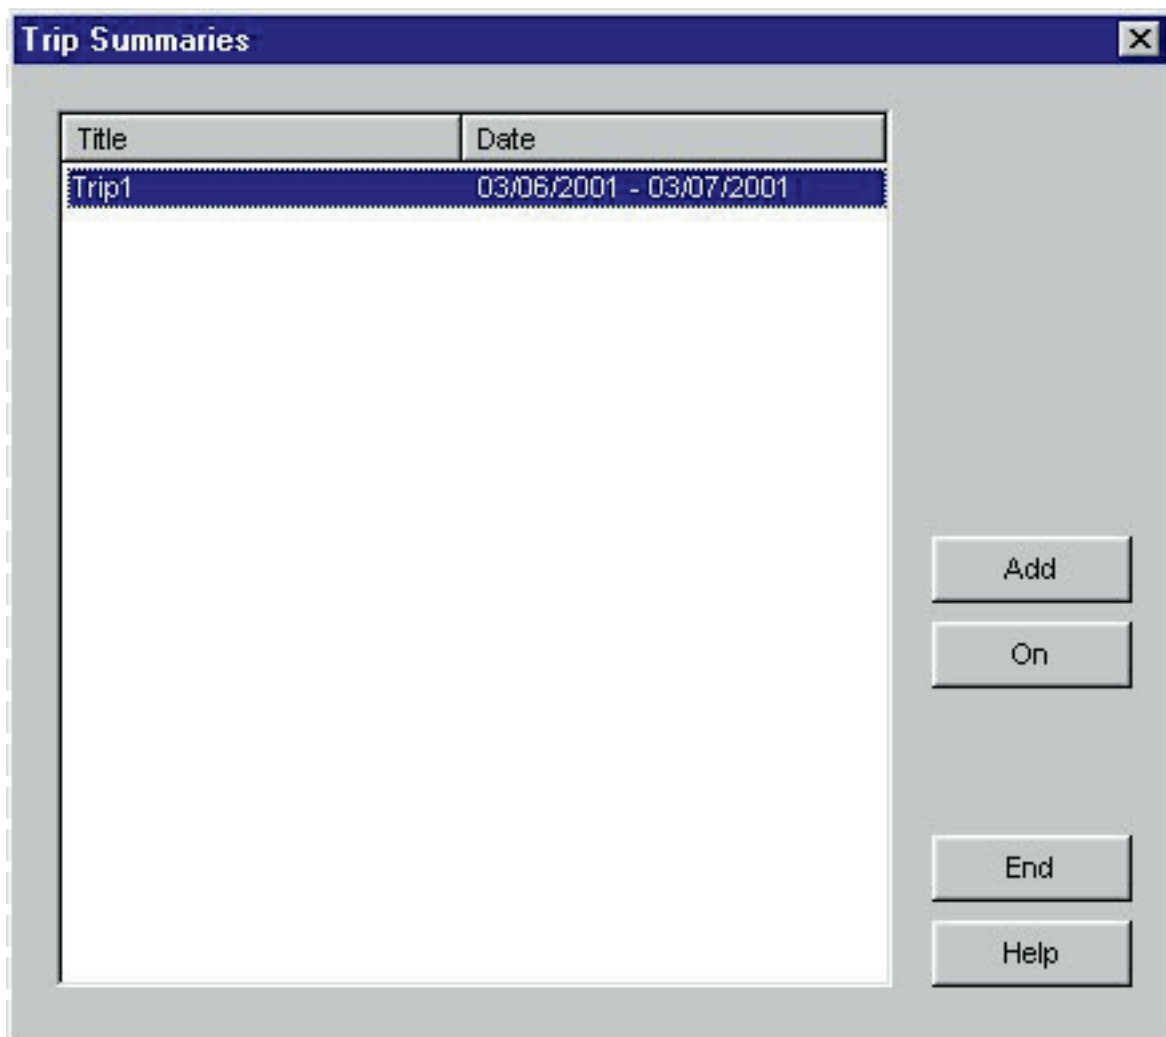 Trip Summaries
Title Date
Trip1 03/06/2001 - 03/07/2001
Add
On
End
Help